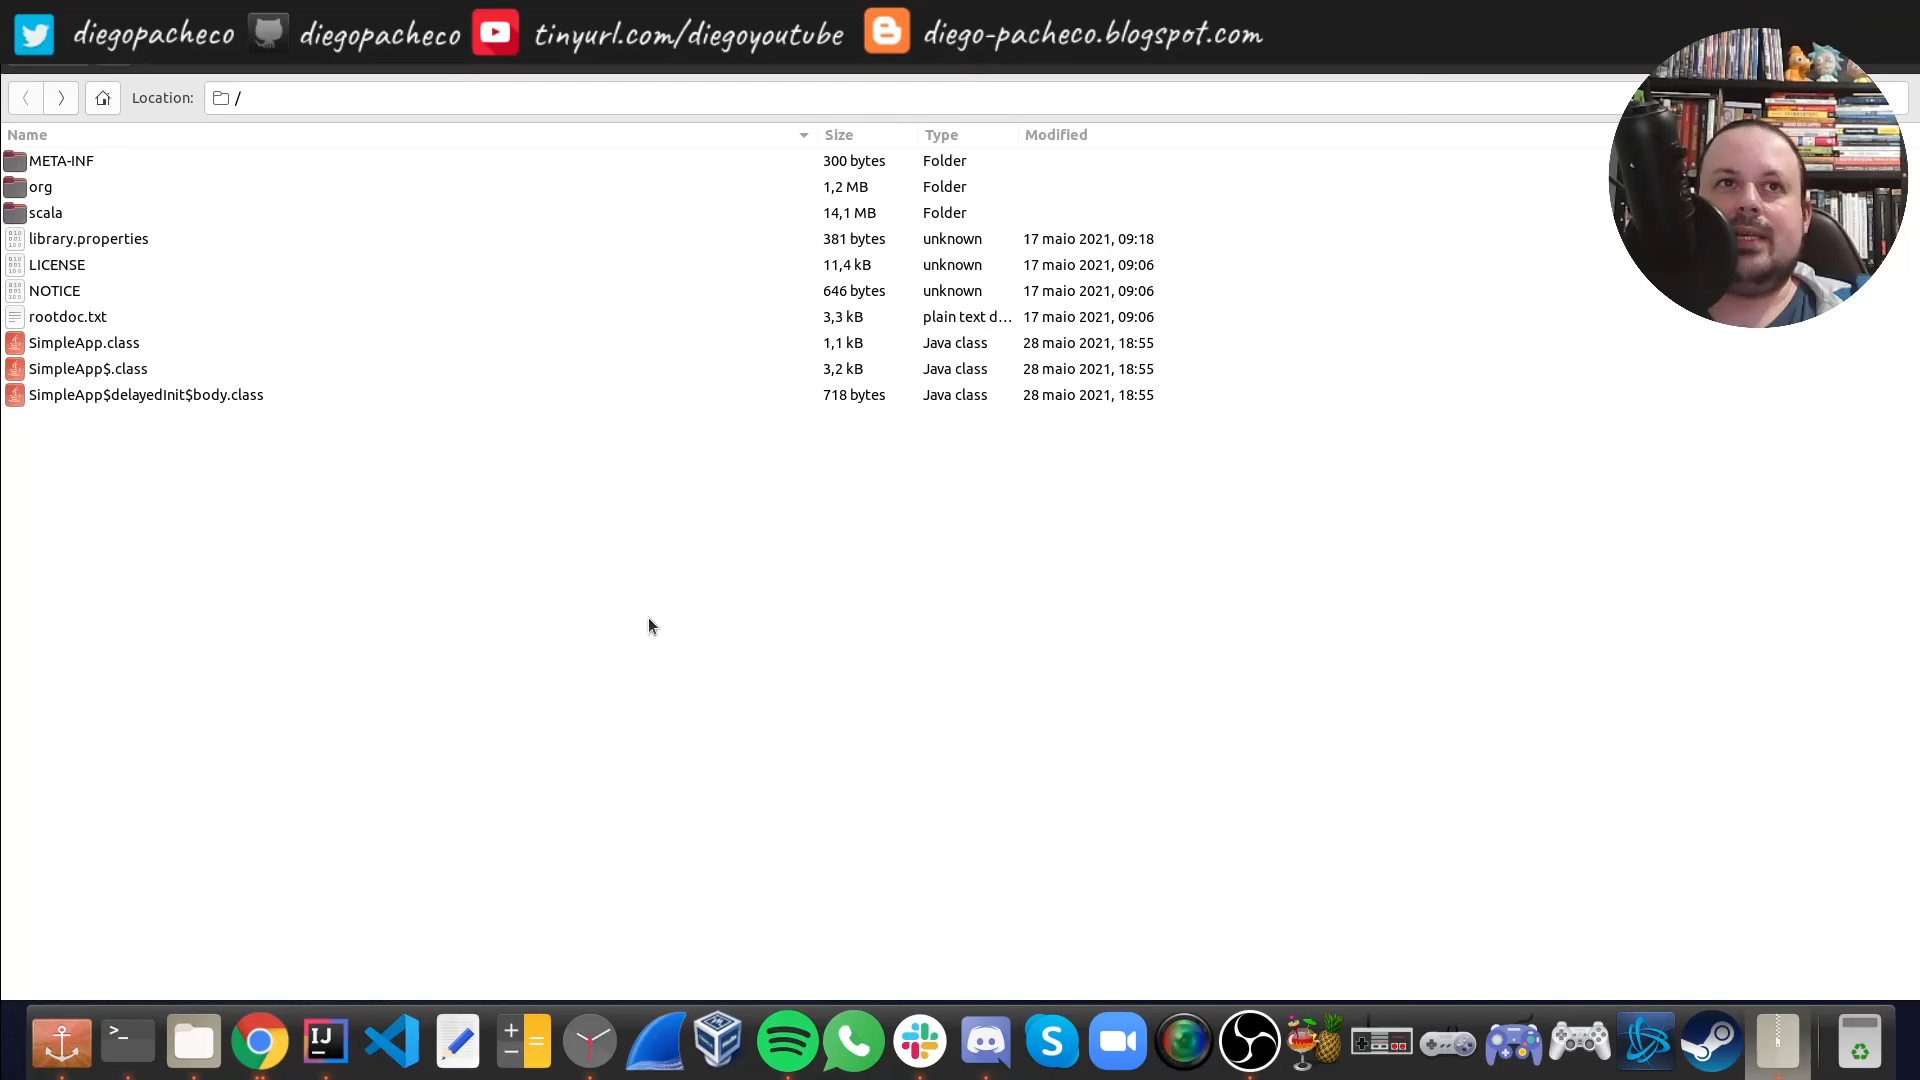 diegopacheco diegopacheco tinyurl.com/diegoyoutube diego-pacheco.blogspot.com
Location: /
Name Size Type Modified
META-INF 300 bytes Folder
org 1,2 MB Folder
scala 14,1 MB Folder
library.properties 381 bytes unknown 17 maio 2021, 09:18
LICENSE 11,4 kB unknown 17 maio 2021, 09:06
NOTICE 646 bytes unknown 17 maio 2021, 09:06
rootdoc.txt 3,3 kB plain text d… 17 maio 2021, 09:06
SimpleApp.class 1,1 kB Java class 28 maio 2021, 18:55
SimpleApp$.class 3,2 kB Java class 28 maio 2021, 18:55
SimpleApp$delayedInit$body.class 718 bytes Java class 28 maio 2021, 18:55
>_ IJ S